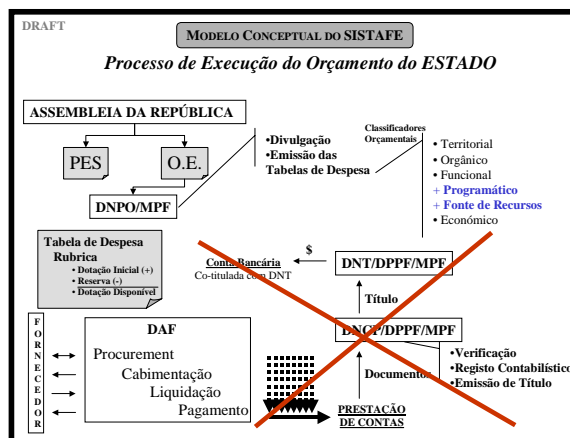 DRAFT
MODELO CONCEPTUAL DO SISTAFE
Processo de Execução do Orçamento do ESTADO
ASSEMBLEIA DA REPÚBLICA
PES
O.E.
DNPO/MPF
•Divulgação
•Emissão das
Tabelas de Despesa
Classificadores
Orçamentais
• Territorial
• Orgânico
• Funcional
+ Programático
+ Fonte de Recursos
• Económico
Tabela de Despesa
Rubrica
• Dotação Inicial (+)
• Reserva (-)
• Dotação Disponível
$
Conta Bancária
Co-titulada com DNT
DNT/DPPF/MPF
Título
DNCP/DPPF/MPF
•Verificação
•Registo Contabilístico
•Emissão de Título
Documentos
PRESTAÇÃO
DE CONTAS
FORNECEDOR
DAF
Procurement
Cabimentação
Liquidação
Pagamento